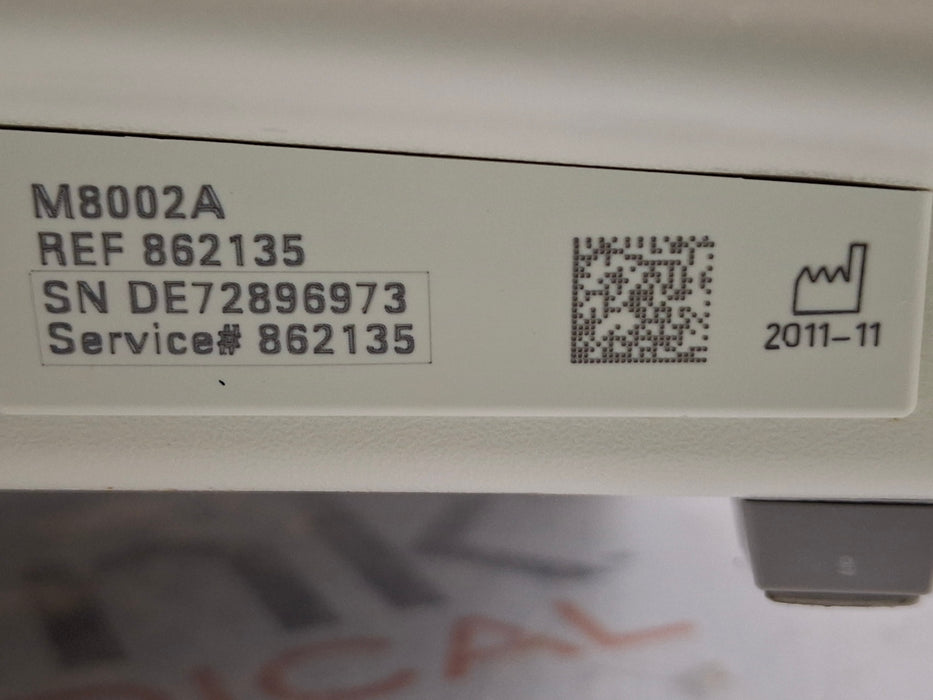 M8002A
REF 862135
SN DE72896973
Service# 862135
2011-11